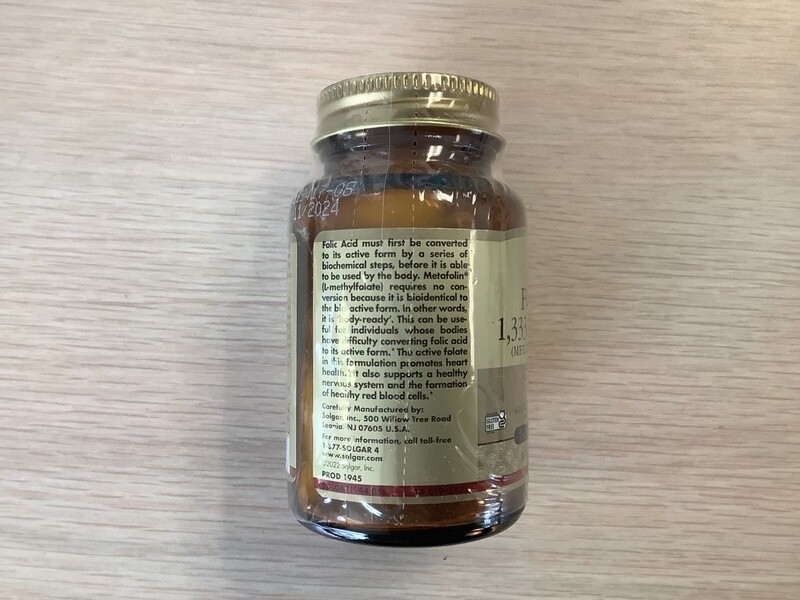 11/2024
Folic Acid must first be converted
to its active form by a series of
biochemical steps, before it is able
to be used by the body. Metafolin®
(L-methylfolate) requires no con-
version because it is bioidentical to
the bio-active form. In other words,
it is 'body-ready'. This can be use-
ful for individuals whose bodies
have difficulty converting folic acid
to its active form.* The active folate
in this formulation promotes heart
health. It also supports a healthy
nervous system and the formation
of healthy red blood cells.*
Carefully Manufactured by:
Solgar, Inc., 500 Willow Tree Road
Leonia, NJ 07605 U.S.A.
For more information, call toll-free
1-877-SOLGAR 4
www.solgar.com
©2022 Solgar, Inc.
PROD 1945
F
1,333
(ME
GLUTEN
FREE